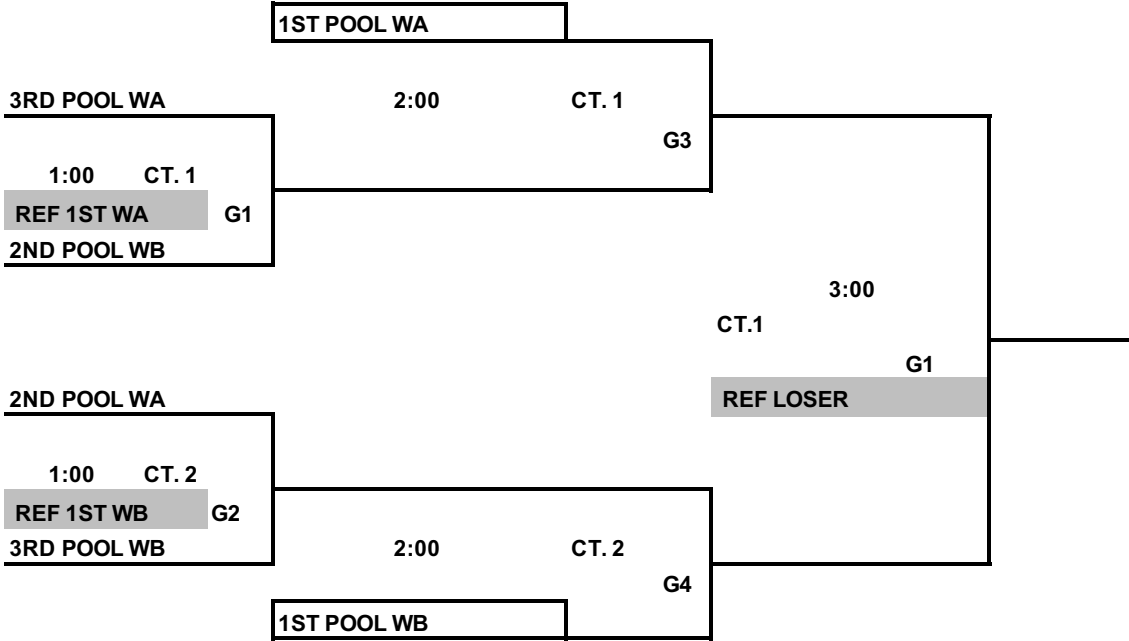 1ST POOL WA
3RD POOL WA 2:00 CT. 1
G3
1:00 CT. 1
REF 1ST WA G1
2ND POOL WB
3:00
CT.1
G1
2ND POOL WA REF LOSER
1:00 CT. 2
REF 1ST WB G2
3RD POOL WB 2:00 CT. 2
G4
1ST POOL WB